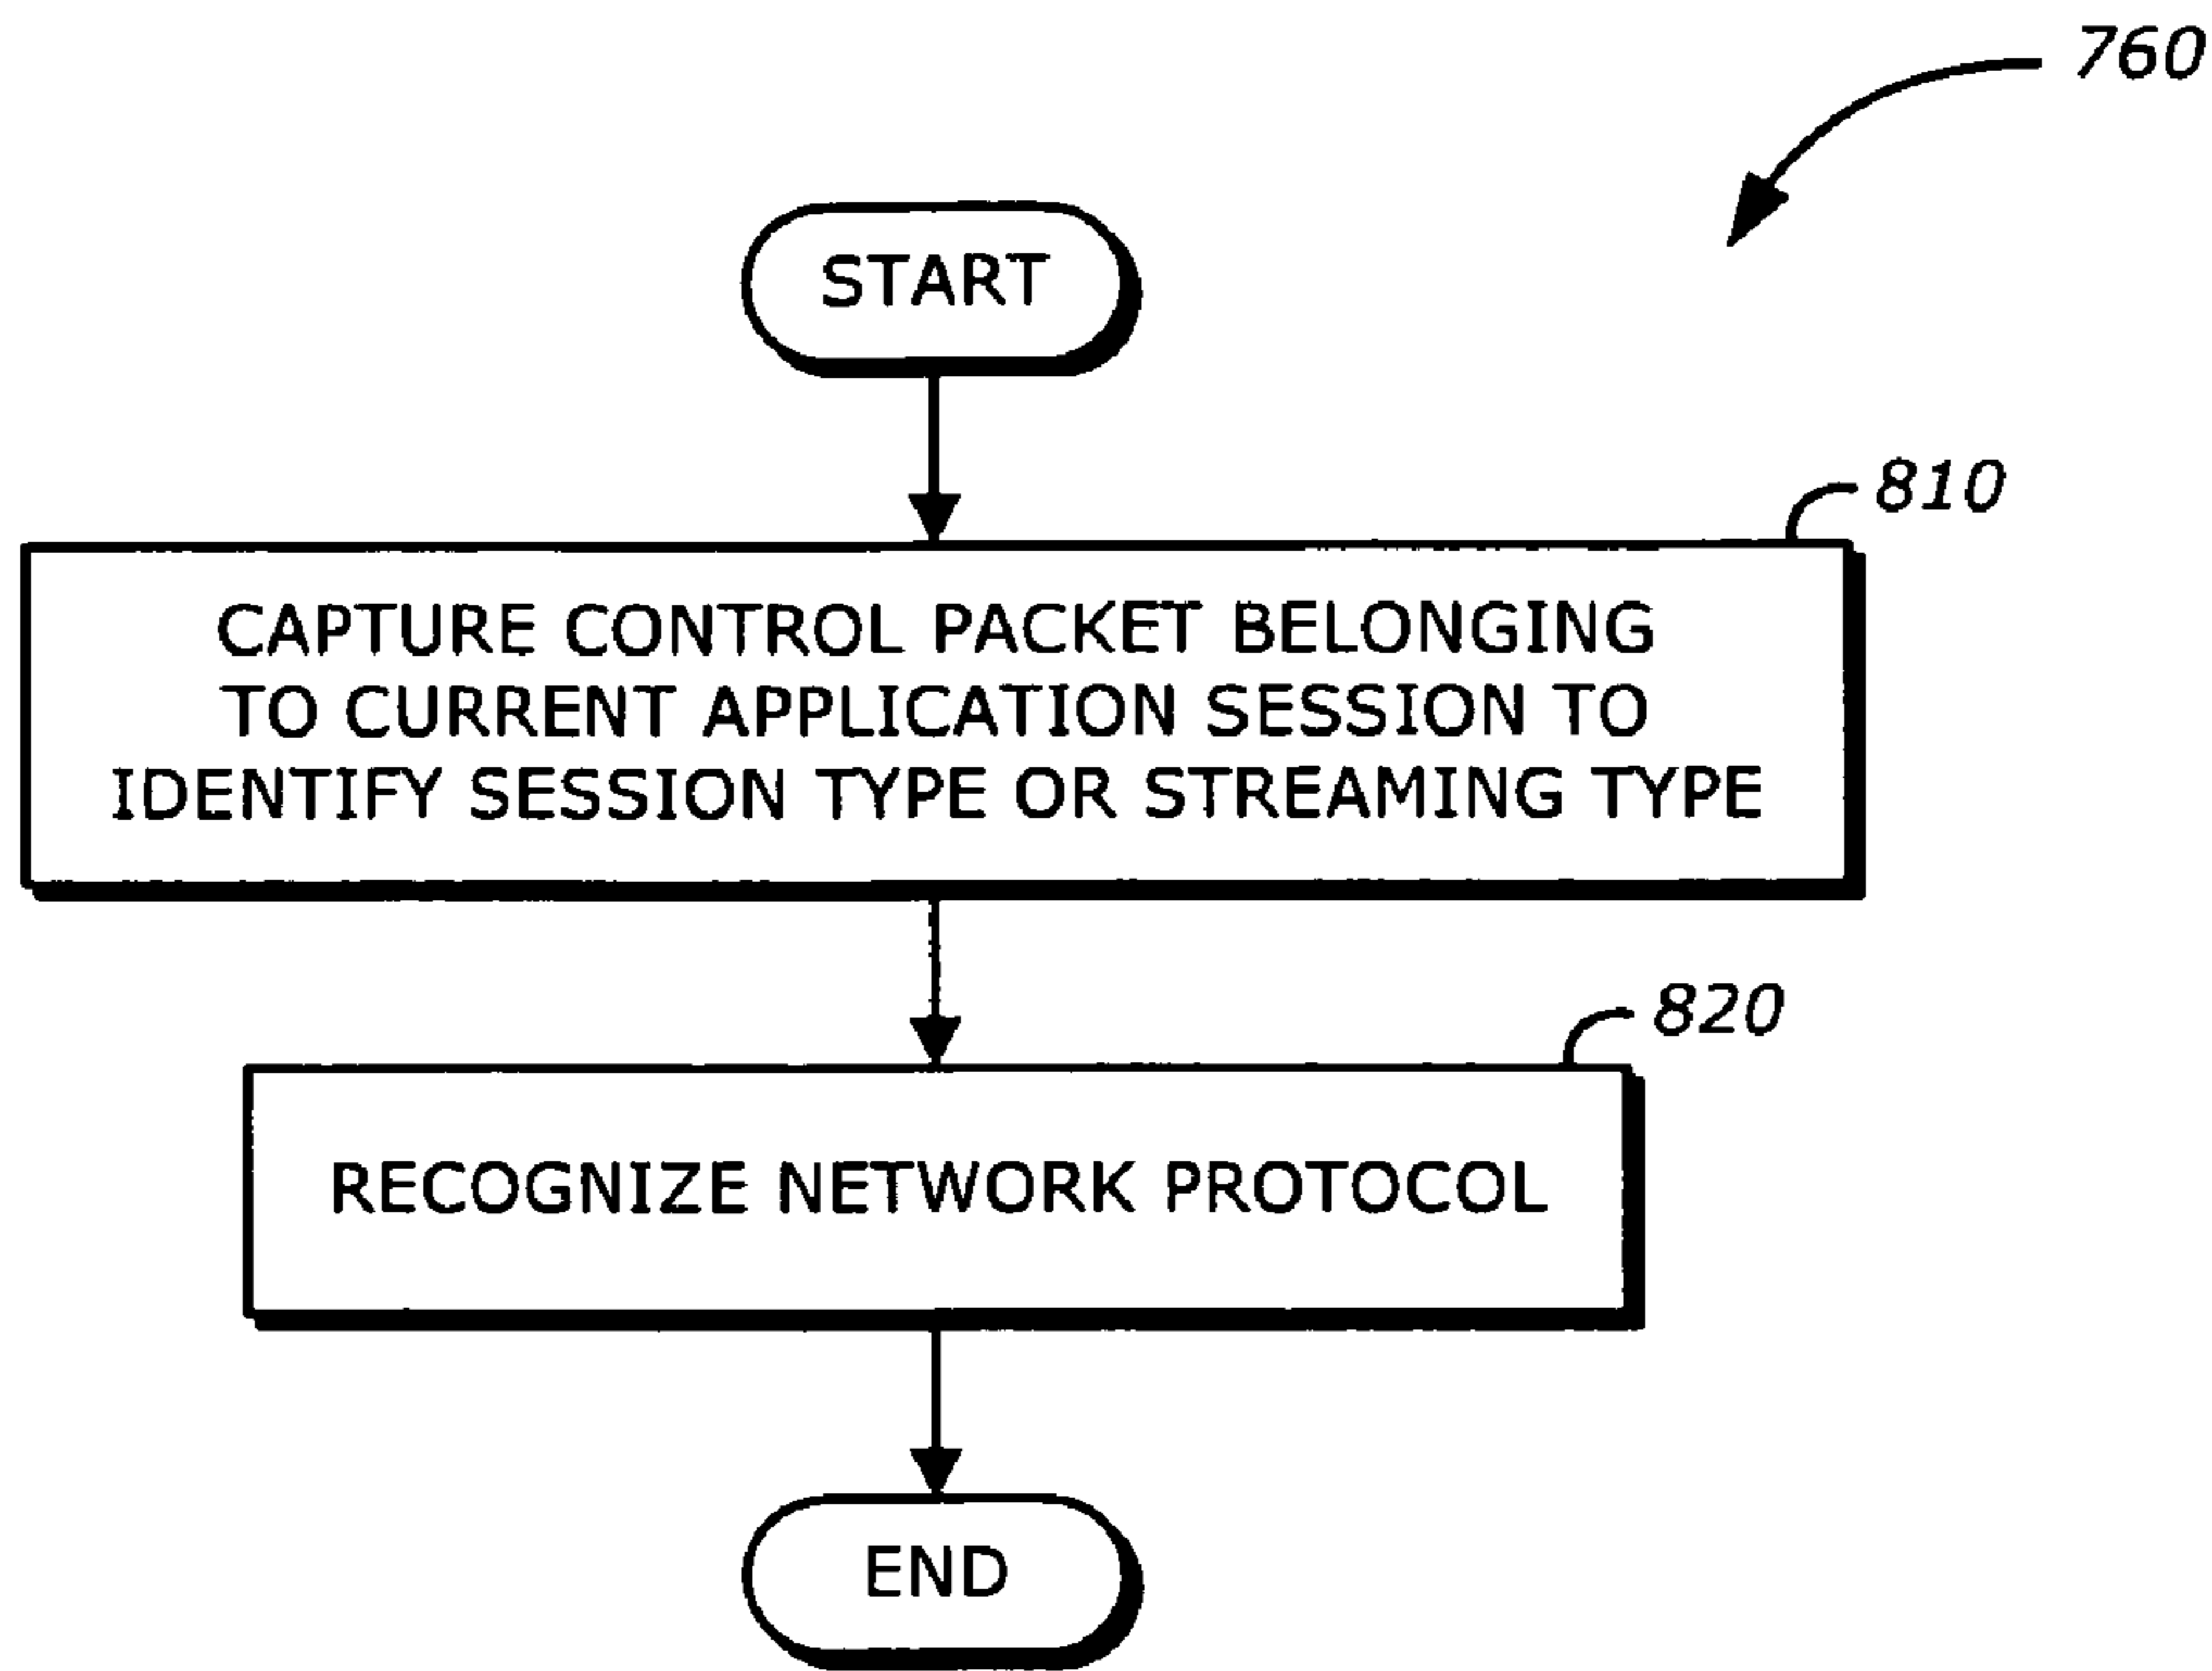 760
START
810
CAPTURE CONTROL PACKET BELONGING
TO CURRENT APPLICATION SESSION TO
IDENTIFY SESSION TYPE OR STREAMING TYPE
820
RECOGNIZE NETWORK PROTOCOL
END